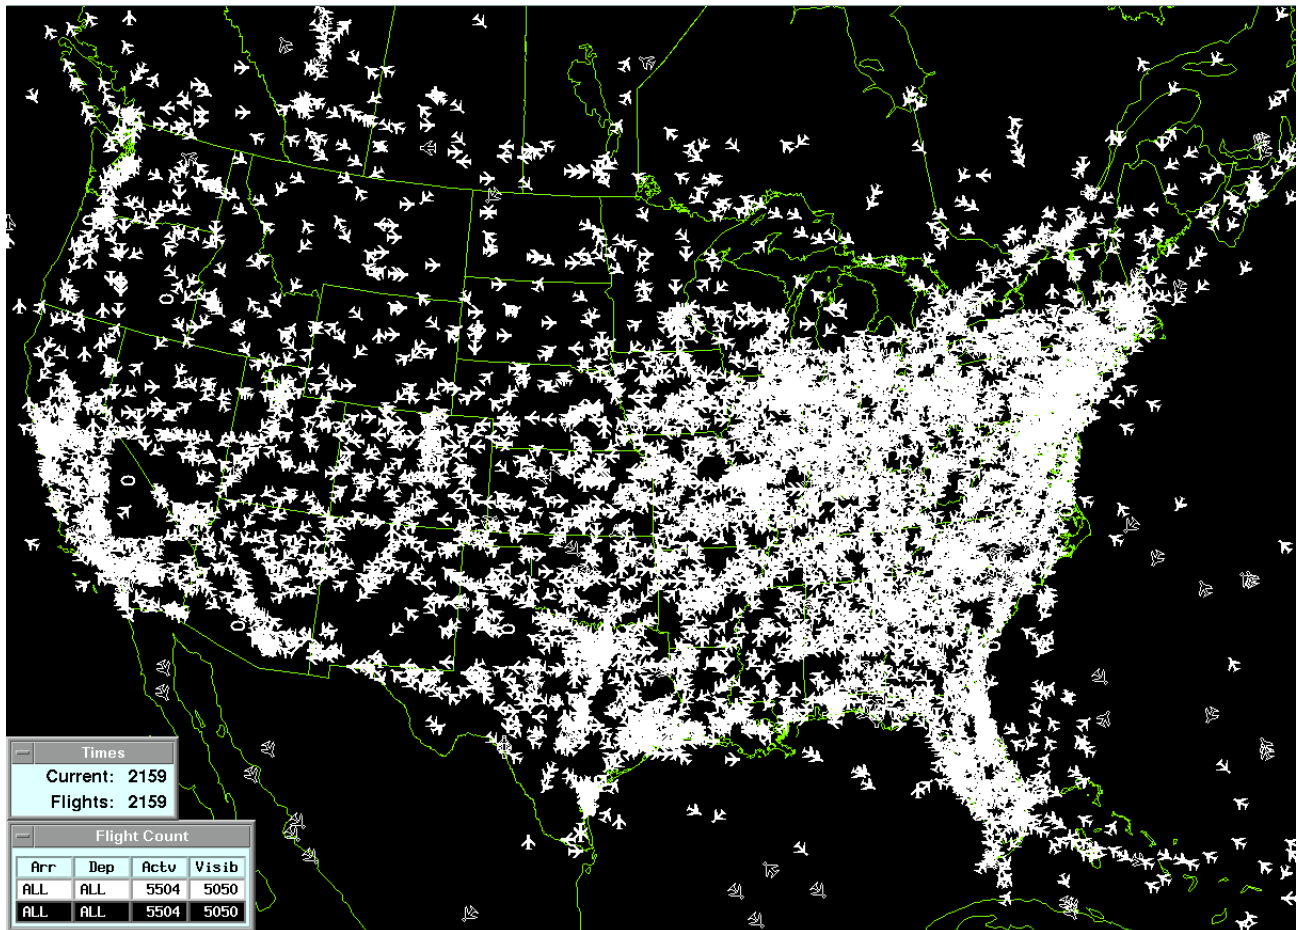 Times
Current: 2159
Flights: 2159
Flight Count
Arr Dep Actv Visib
ALL ALL 5504 5050
ALL ALL 5504 5050